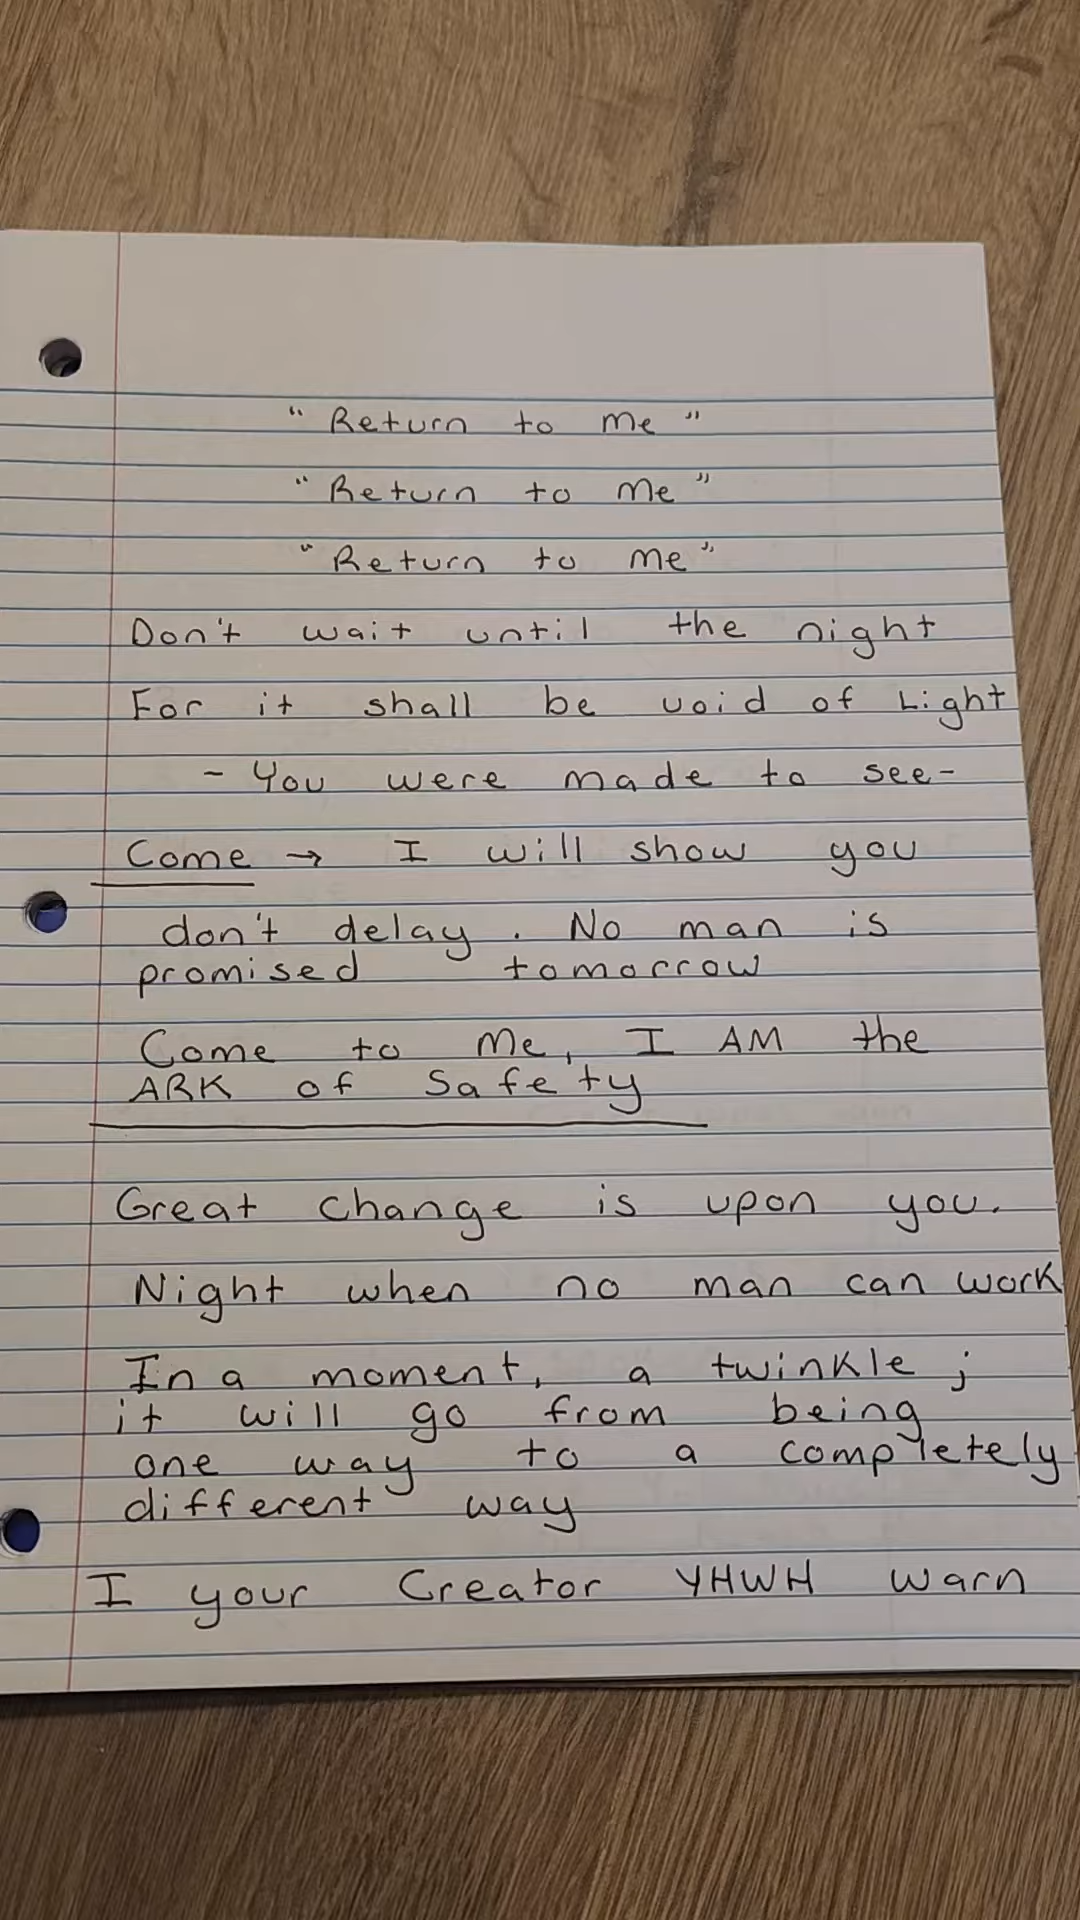 "Return to Me"
"Return to Me"
"Return to Me"
Don't wait until the night
For it shall be void of Light
- You were made to see-
Come → I will show you
don't delay. No man is
promised tomorrow
Come to Me, I AM the
ARK of Safety
Great change is upon you.
Night when no man can work
In a moment, a twinkle;
it will go from being
one way to a completely
different way
I your Creator YHWH warn